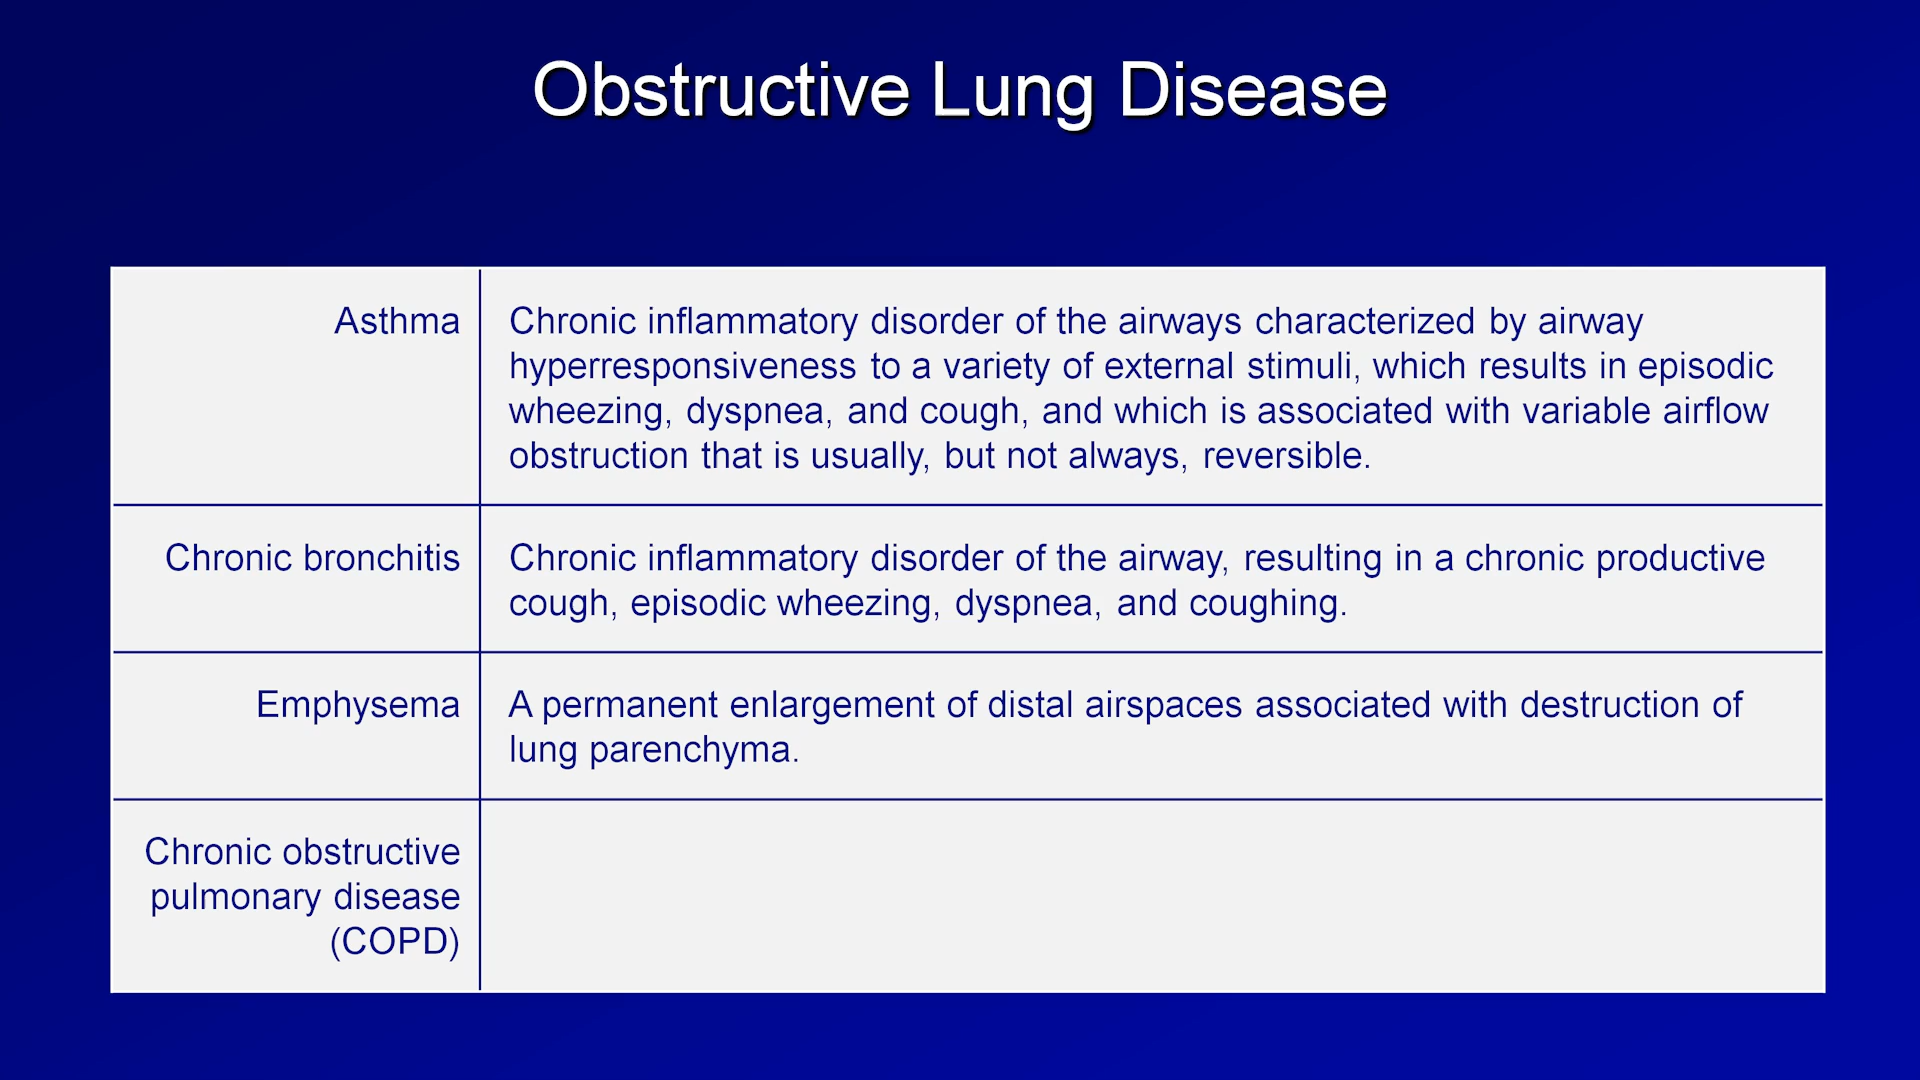 Obstructive Lung Disease
Asthma
Chronic inflammatory disorder of the airways characterized by airway
hyperresponsiveness to a variety of external stimuli, which results in episodic
wheezing, dyspnea, and cough, and which is associated with variable airflow
obstruction that is usually, but not always, reversible.
Chronic bronchitis
Chronic inflammatory disorder of the airway, resulting in a chronic productive
cough, episodic wheezing, dyspnea, and coughing.
Emphysema
A permanent enlargement of distal airspaces associated with destruction of
lung parenchyma.
Chronic obstructive
pulmonary disease
(COPD)